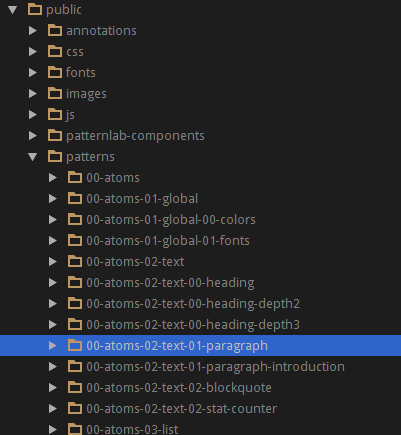 public
annotations
css
fonts
images
js
patternlab-components
patterns
00-atoms
00-atoms-01-global
00-atoms-01-global-00-colors
00-atoms-01-global-01-fonts
00-atoms-02-text
00-atoms-02-text-00-heading
00-atoms-02-text-00-heading-depth2
00-atoms-02-text-00-heading-depth3
00-atoms-02-text-01-paragraph
00-atoms-02-text-01-paragraph-introduction
00-atoms-02-text-02-blockquote
00-atoms-02-text-02-stat-counter
00-atoms-03-list